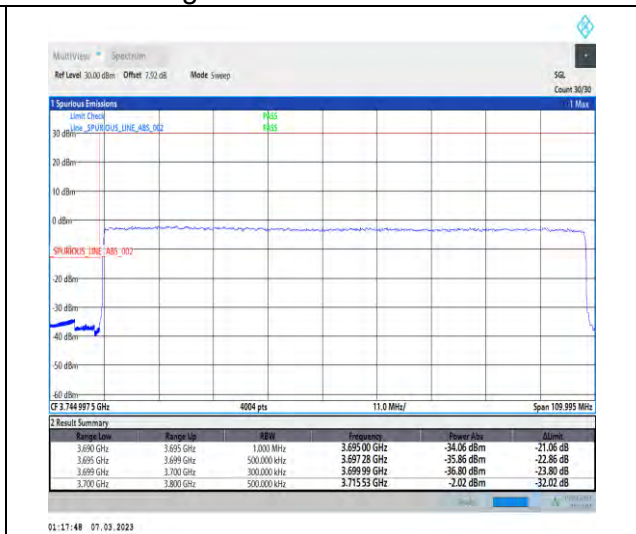 MultiView Spectrum
Ref Level 30.00 dBm Offset 7.92 dB Mode Sweep SGL
Count 30/30
1 Spurious Emissions 1 Max
Limit Check PASS
Line _SPURIOUS_LINE_ABS_002 PASS
30 dBm
20 dBm
10 dBm
0 dBm
_SPURIOUS_LINE_ABS_002
-20 dBm
-30 dBm
-40 dBm
-50 dBm
-60 dBm
CF 3.744 997 5 GHz 4004 pts 11.0 MHz/ Span 109.995 MHz
2 Result Summary
Range Low Range Up RBW Frequency Power Abs ΔLimit
3.690 GHz 3.695 GHz 1.000 MHz 3.695 00 GHz -34.06 dBm -21.06 dB
3.695 GHz 3.699 GHz 500.000 kHz 3.697 28 GHz -35.86 dBm -22.86 dB
3.699 GHz 3.700 GHz 300.000 kHz 3.699 99 GHz -36.80 dBm -23.80 dB
3.700 GHz 3.800 GHz 500.000 kHz 3.715 53 GHz -2.02 dBm -32.02 dB
01:17:48 07.03.2023